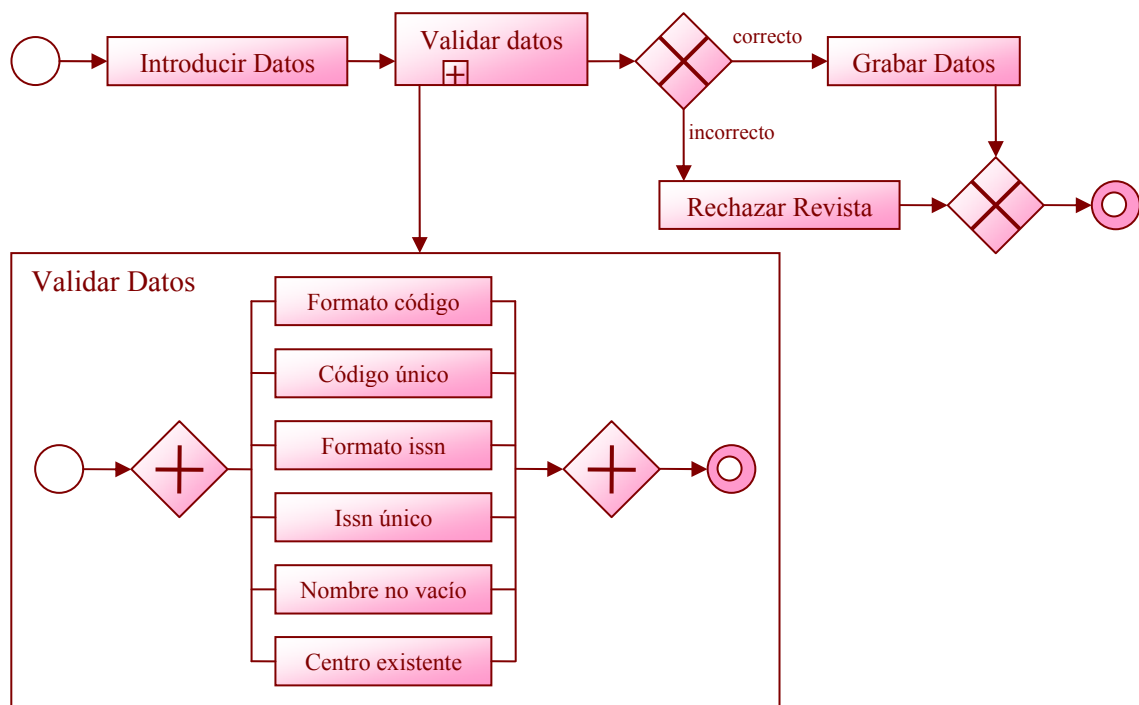 Introducir Datos
Validar datos
correcto
Grabar Datos
incorrecto
Rechazar Revista
Validar Datos
Formato código
Código único
Formato issn
Issn único
Nombre no vacío
Centro existente